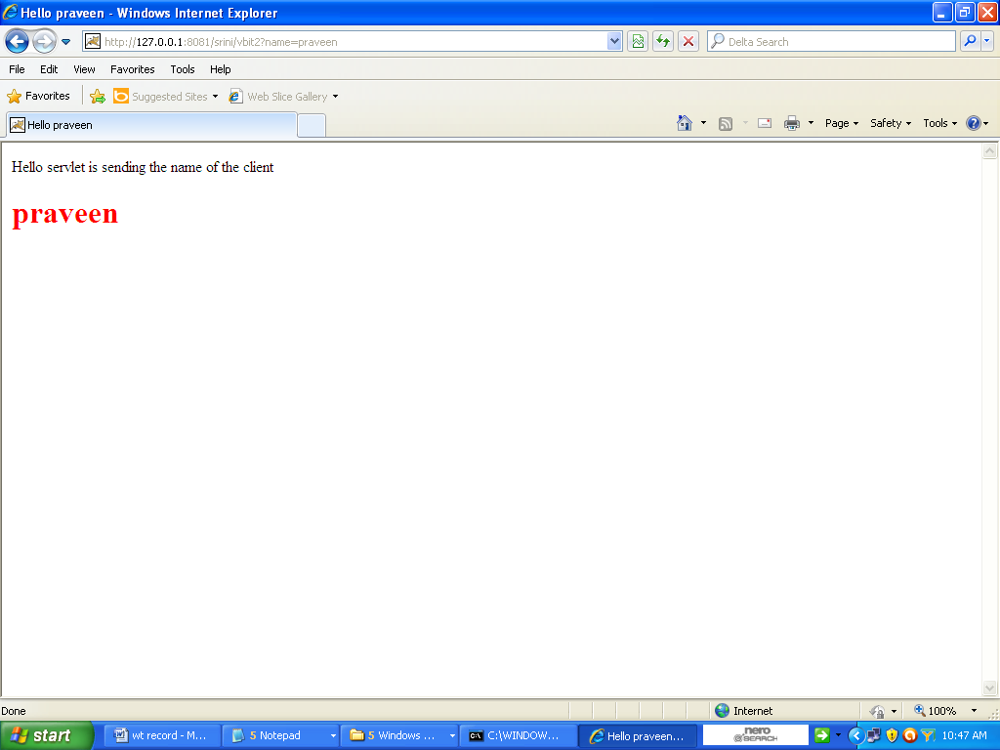 Hello praveen - Windows Internet Explorer
http://127.0.0.1:8081/srini/vbit2?name=praveen
Delta Search
File Edit View Favorites Tools Help
Favorites Suggested Sites Web Slice Gallery
Hello praveen Page Safety Tools
Hello servlet is sending the name of the client
praveen
Done Internet 100%
start wt record - M... 5 Notepad 5 Windows ... C:\WINDOW... Hello praveen... nero SEARCH 10:47 AM